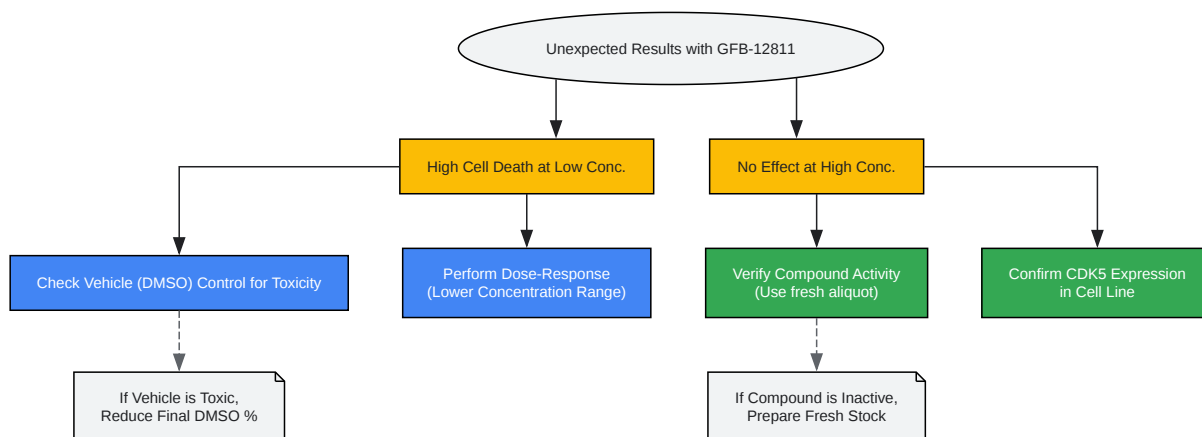 Unexpected Results with GFB-12811
High Cell Death at Low Conc.
No Effect at High Conc.
Check Vehicle (DMSO) Control for Toxicity
Perform Dose-Response
(Lower Concentration Range)
Verify Compound Activity
(Use fresh aliquot)
Confirm CDK5 Expression
in Cell Line
If Vehicle is Toxic,
Reduce Final DMSO %
If Compound is Inactive,
Prepare Fresh Stock